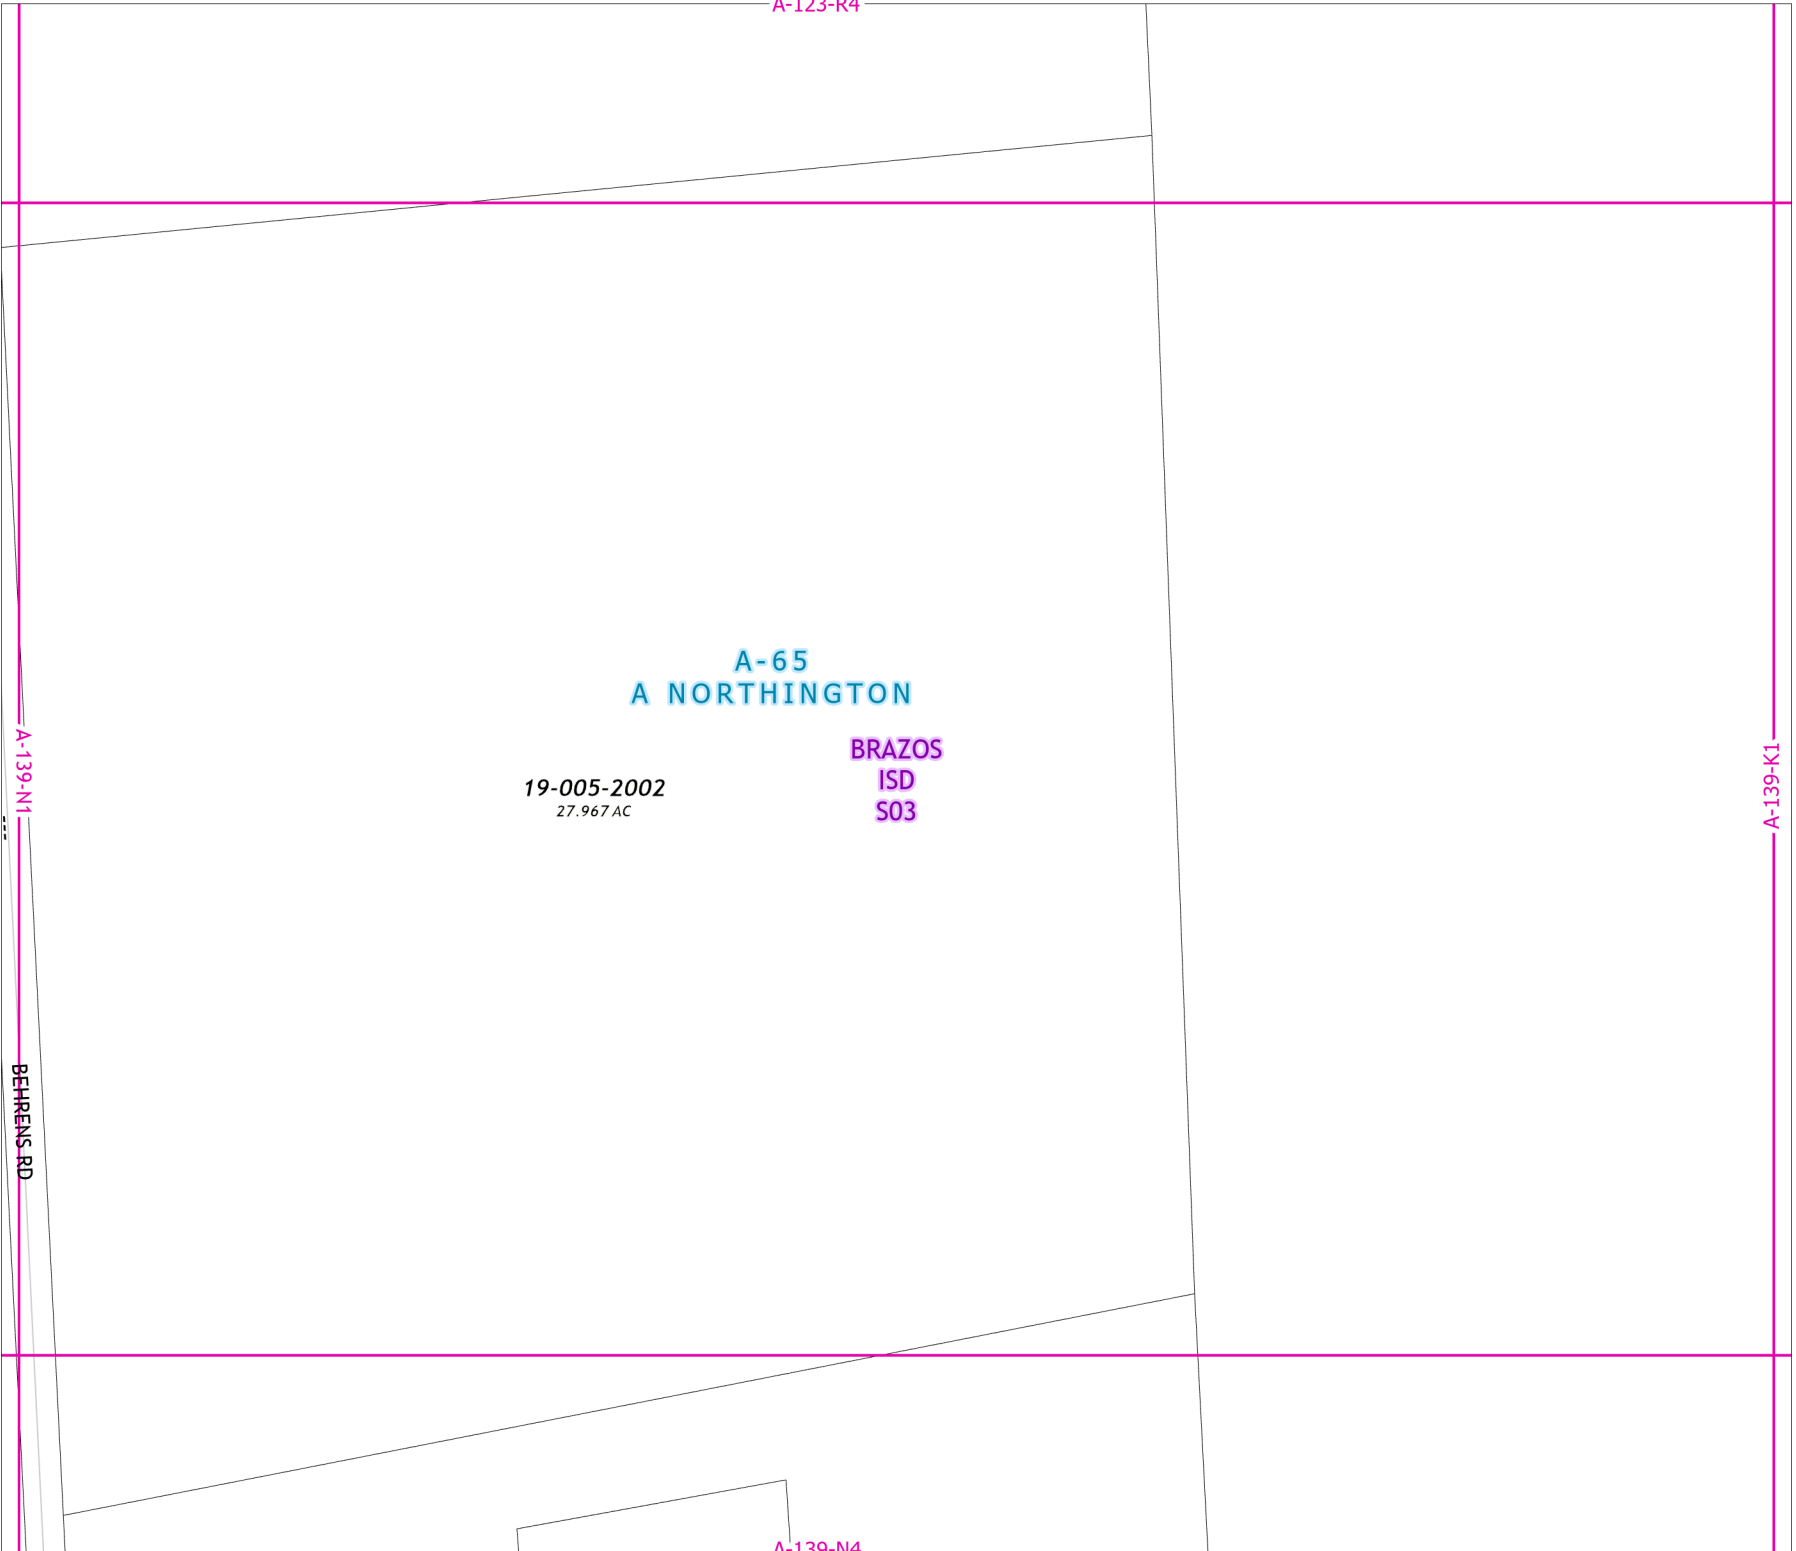 A-123-R4
A-65
A NORTHINGTON
BRAZOS
ISD
S03
19-005-2002
27.967 AC
A-139-N1
A-139-K1
BEHRENS RD
A-139-N4